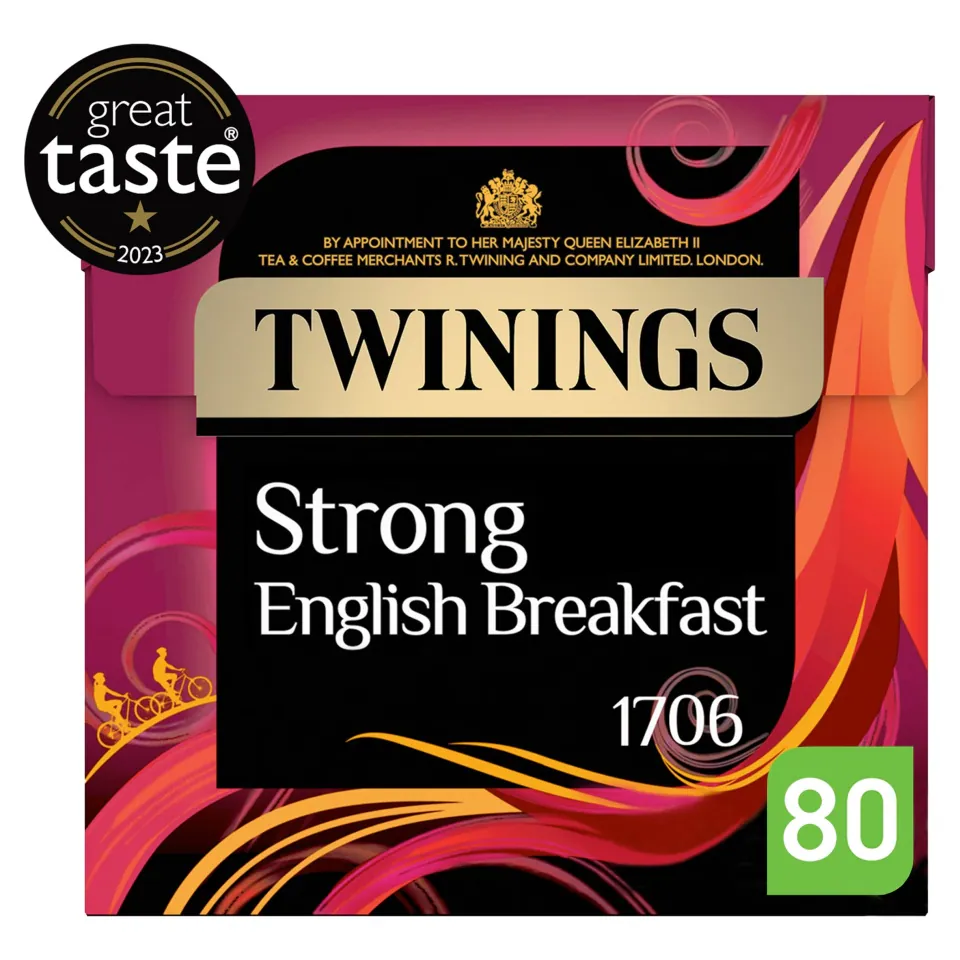 great
taste®
2023
BY APPOINTMENT TO HER MAJESTY QUEEN ELIZABETH II
TEA & COFFEE MERCHANTS R. TWINING AND COMPANY LIMITED. LONDON.
TWININGS
Strong
English Breakfast
1706
80